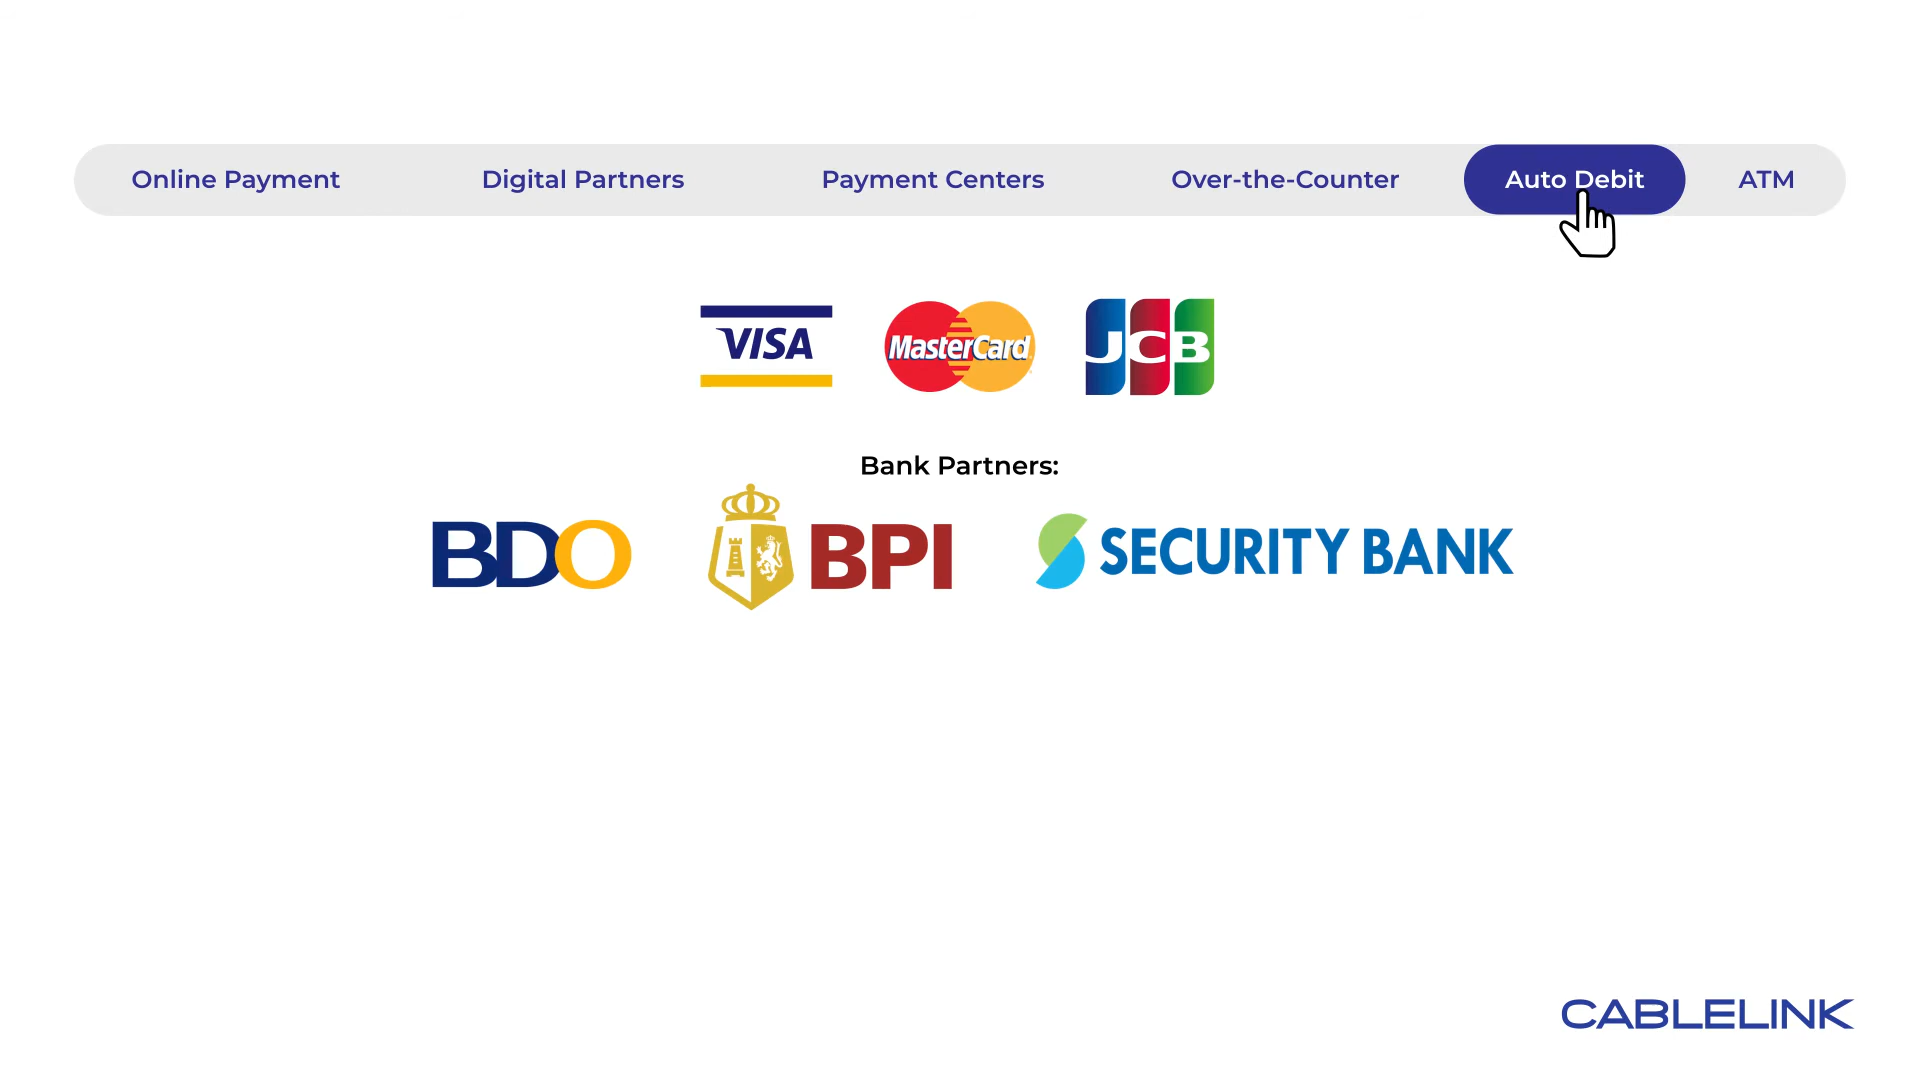 Online Payment Digital Partners Payment Centers Over-the-Counter Auto Debit ATM
VISA MasterCard JCB
Bank Partners:
BDO BPI SECURITY BANK
CABLELINK